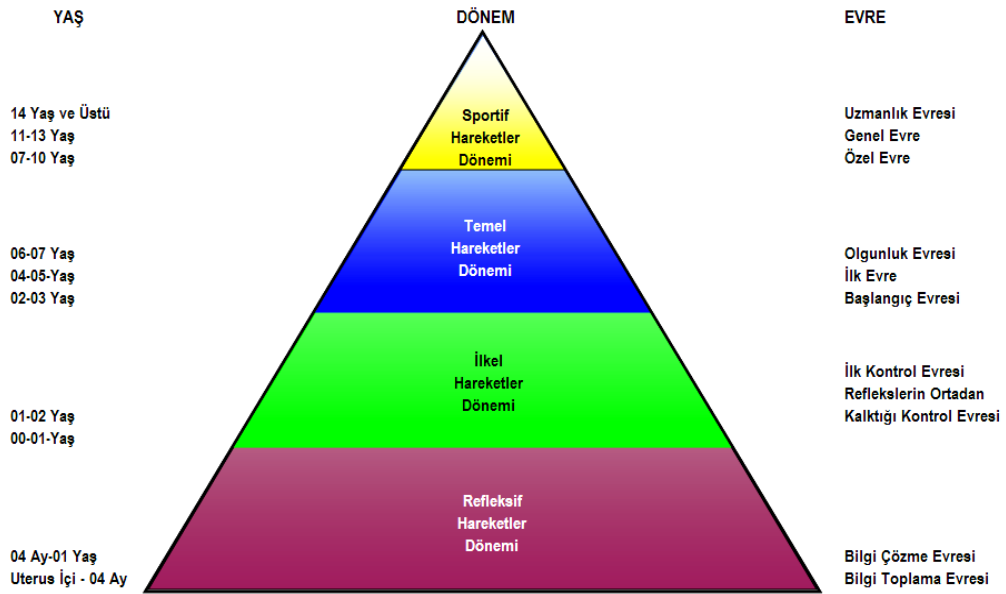 YAŞ DÖNEM EVRE
14 Yaş ve Üstü
11-13 Yaş
07-10 Yaş
Sportif
Hareketler
Dönemi
Uzmanlık Evresi
Genel Evre
Özel Evre
06-07 Yaş
04-05-Yaş
02-03 Yaş
Temel
Hareketler
Dönemi
Olgunluk Evresi
İlk Evre
Başlangıç Evresi
01-02 Yaş
00-01-Yaş
İlkel
Hareketler
Dönemi
İlk Kontrol Evresi
Reflekslerin Ortadan
Kalktığı Kontrol Evresi
04 Ay-01 Yaş
Uterus İçi - 04 Ay
Refleksif
Hareketler
Dönemi
Bilgi Çözme Evresi
Bilgi Toplama Evresi